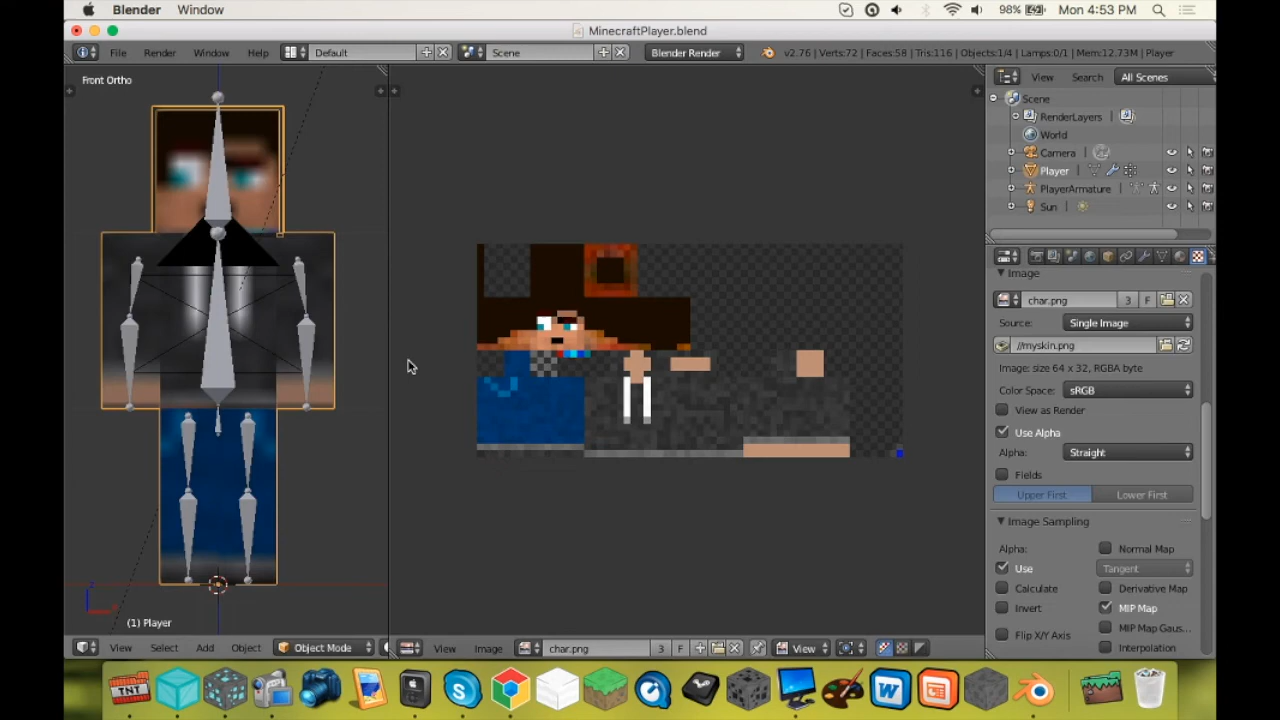 Blender Window 98% Mon 4:53 PM
MinecraftPlayer.blend
File Render Window Help Default Scene Blender Render v2.76 | Verts:72 | Faces:58 | Tris:116 | Objects:1/4 | Lamps:0/1 | Mem:12.73M | Player
Front Ortho
View Search All Scenes
Scene
RenderLayers
World
Camera
Player
PlayerArmature
Sun
Image
char.png 3 F
Source: Single Image
//myskin.png
Image: size 64 x 32, RGBA byte
Color Space: sRGB
View as Render
Use Alpha
Alpha: Straight
Fields
Upper First Lower First
Image Sampling
Alpha: Normal Map
Use Tangent
Calculate Derivative Map
Invert MIP Map
MIP Map Gaus...
Flip X/Y Axis
Interpolation
(1) Player
View Select Add Object Object Mode View Image char.png 3 F View
TNT